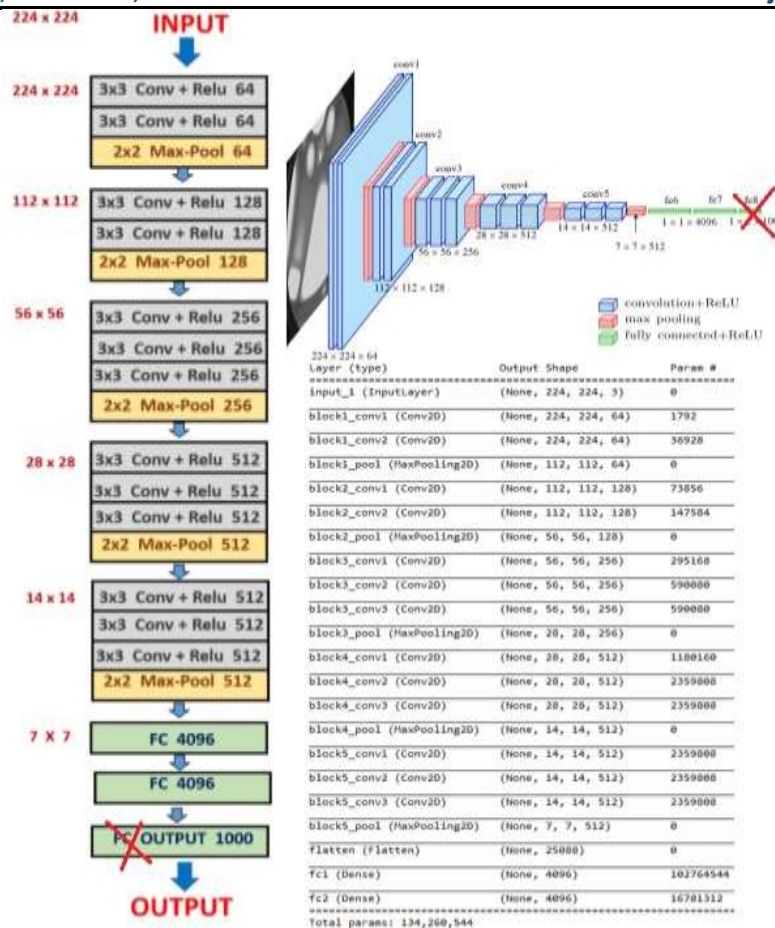 224 x 224
INPUT
224 x 224
3x3 Conv + Relu 64
3x3 Conv + Relu 64
2x2 Max-Pool 64
112 x 112
3x3 Conv + Relu 128
3x3 Conv + Relu 128
2x2 Max-Pool 128
56 x 56
3x3 Conv + Relu 256
3x3 Conv + Relu 256
3x3 Conv + Relu 256
2x2 Max-Pool 256
28 x 28
3x3 Conv + Relu 512
3x3 Conv + Relu 512
3x3 Conv + Relu 512
2x2 Max-Pool 512
14 x 14
3x3 Conv + Relu 512
3x3 Conv + Relu 512
3x3 Conv + Relu 512
2x2 Max-Pool 512
7 X 7
FC 4096
FC 4096
FC OUTPUT 1000
OUTPUT
conv1
conv2
conv3
conv4
conv5
fc6
fc7
fc8
28 × 28 × 512
14 × 14 × 512
1 × 1 × 4096
56 × 56 × 256
7 × 7 × 512
112 × 112 × 128
convolution+ReLU
max pooling
fully connected+ReLU
224 × 224 × 64
Layer (type) Output Shape Param #
input_1 (InputLayer) (None, 224, 224, 3) 0
block1_conv1 (Conv2D) (None, 224, 224, 64) 1792
block1_conv2 (Conv2D) (None, 224, 224, 64) 36928
block1_pool (MaxPooling2D) (None, 112, 112, 64) 0
block2_conv1 (Conv2D) (None, 112, 112, 128) 73856
block2_conv2 (Conv2D) (None, 112, 112, 128) 147584
block2_pool (MaxPooling2D) (None, 56, 56, 128) 0
block3_conv1 (Conv2D) (None, 56, 56, 256) 295168
block3_conv2 (Conv2D) (None, 56, 56, 256) 590080
block3_conv3 (Conv2D) (None, 56, 56, 256) 590080
block3_pool (MaxPooling2D) (None, 28, 28, 256) 0
block4_conv1 (Conv2D) (None, 28, 28, 512) 1180160
block4_conv2 (Conv2D) (None, 28, 28, 512) 2359808
block4_conv3 (Conv2D) (None, 28, 28, 512) 2359808
block4_pool (MaxPooling2D) (None, 14, 14, 512) 0
block5_conv1 (Conv2D) (None, 14, 14, 512) 2359808
block5_conv2 (Conv2D) (None, 14, 14, 512) 2359808
block5_conv3 (Conv2D) (None, 14, 14, 512) 2359808
block5_pool (MaxPooling2D) (None, 7, 7, 512) 0
flatten (Flatten) (None, 25088) 0
fc1 (Dense) (None, 4096) 102764544
fc2 (Dense) (None, 4096) 16781312
Total params: 134,260,544